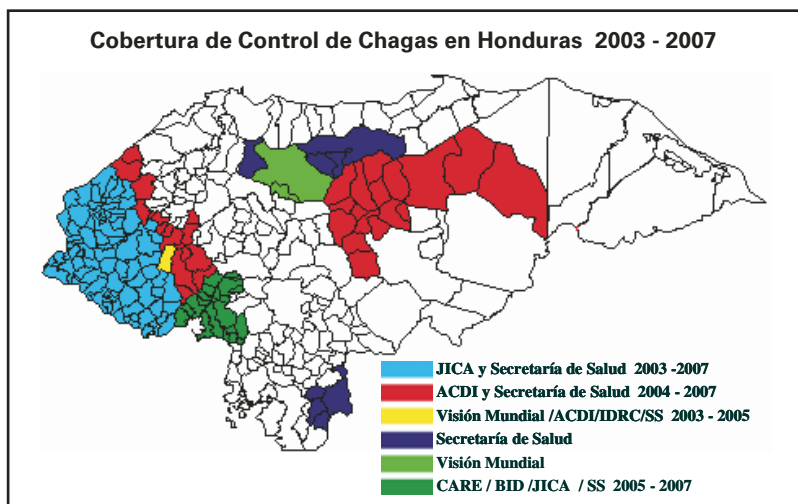 Cobertura de Control de Chagas en Honduras 2003 - 2007
JICA y Secretaría de Salud 2003 -2007
ACDI y Secretaría de Salud 2004 - 2007
Visión Mundial /ACDI/IDRC/SS 2003 - 2005
Secretaría de Salud
Visión Mundial
CARE / BID /JICA / SS 2005 - 2007